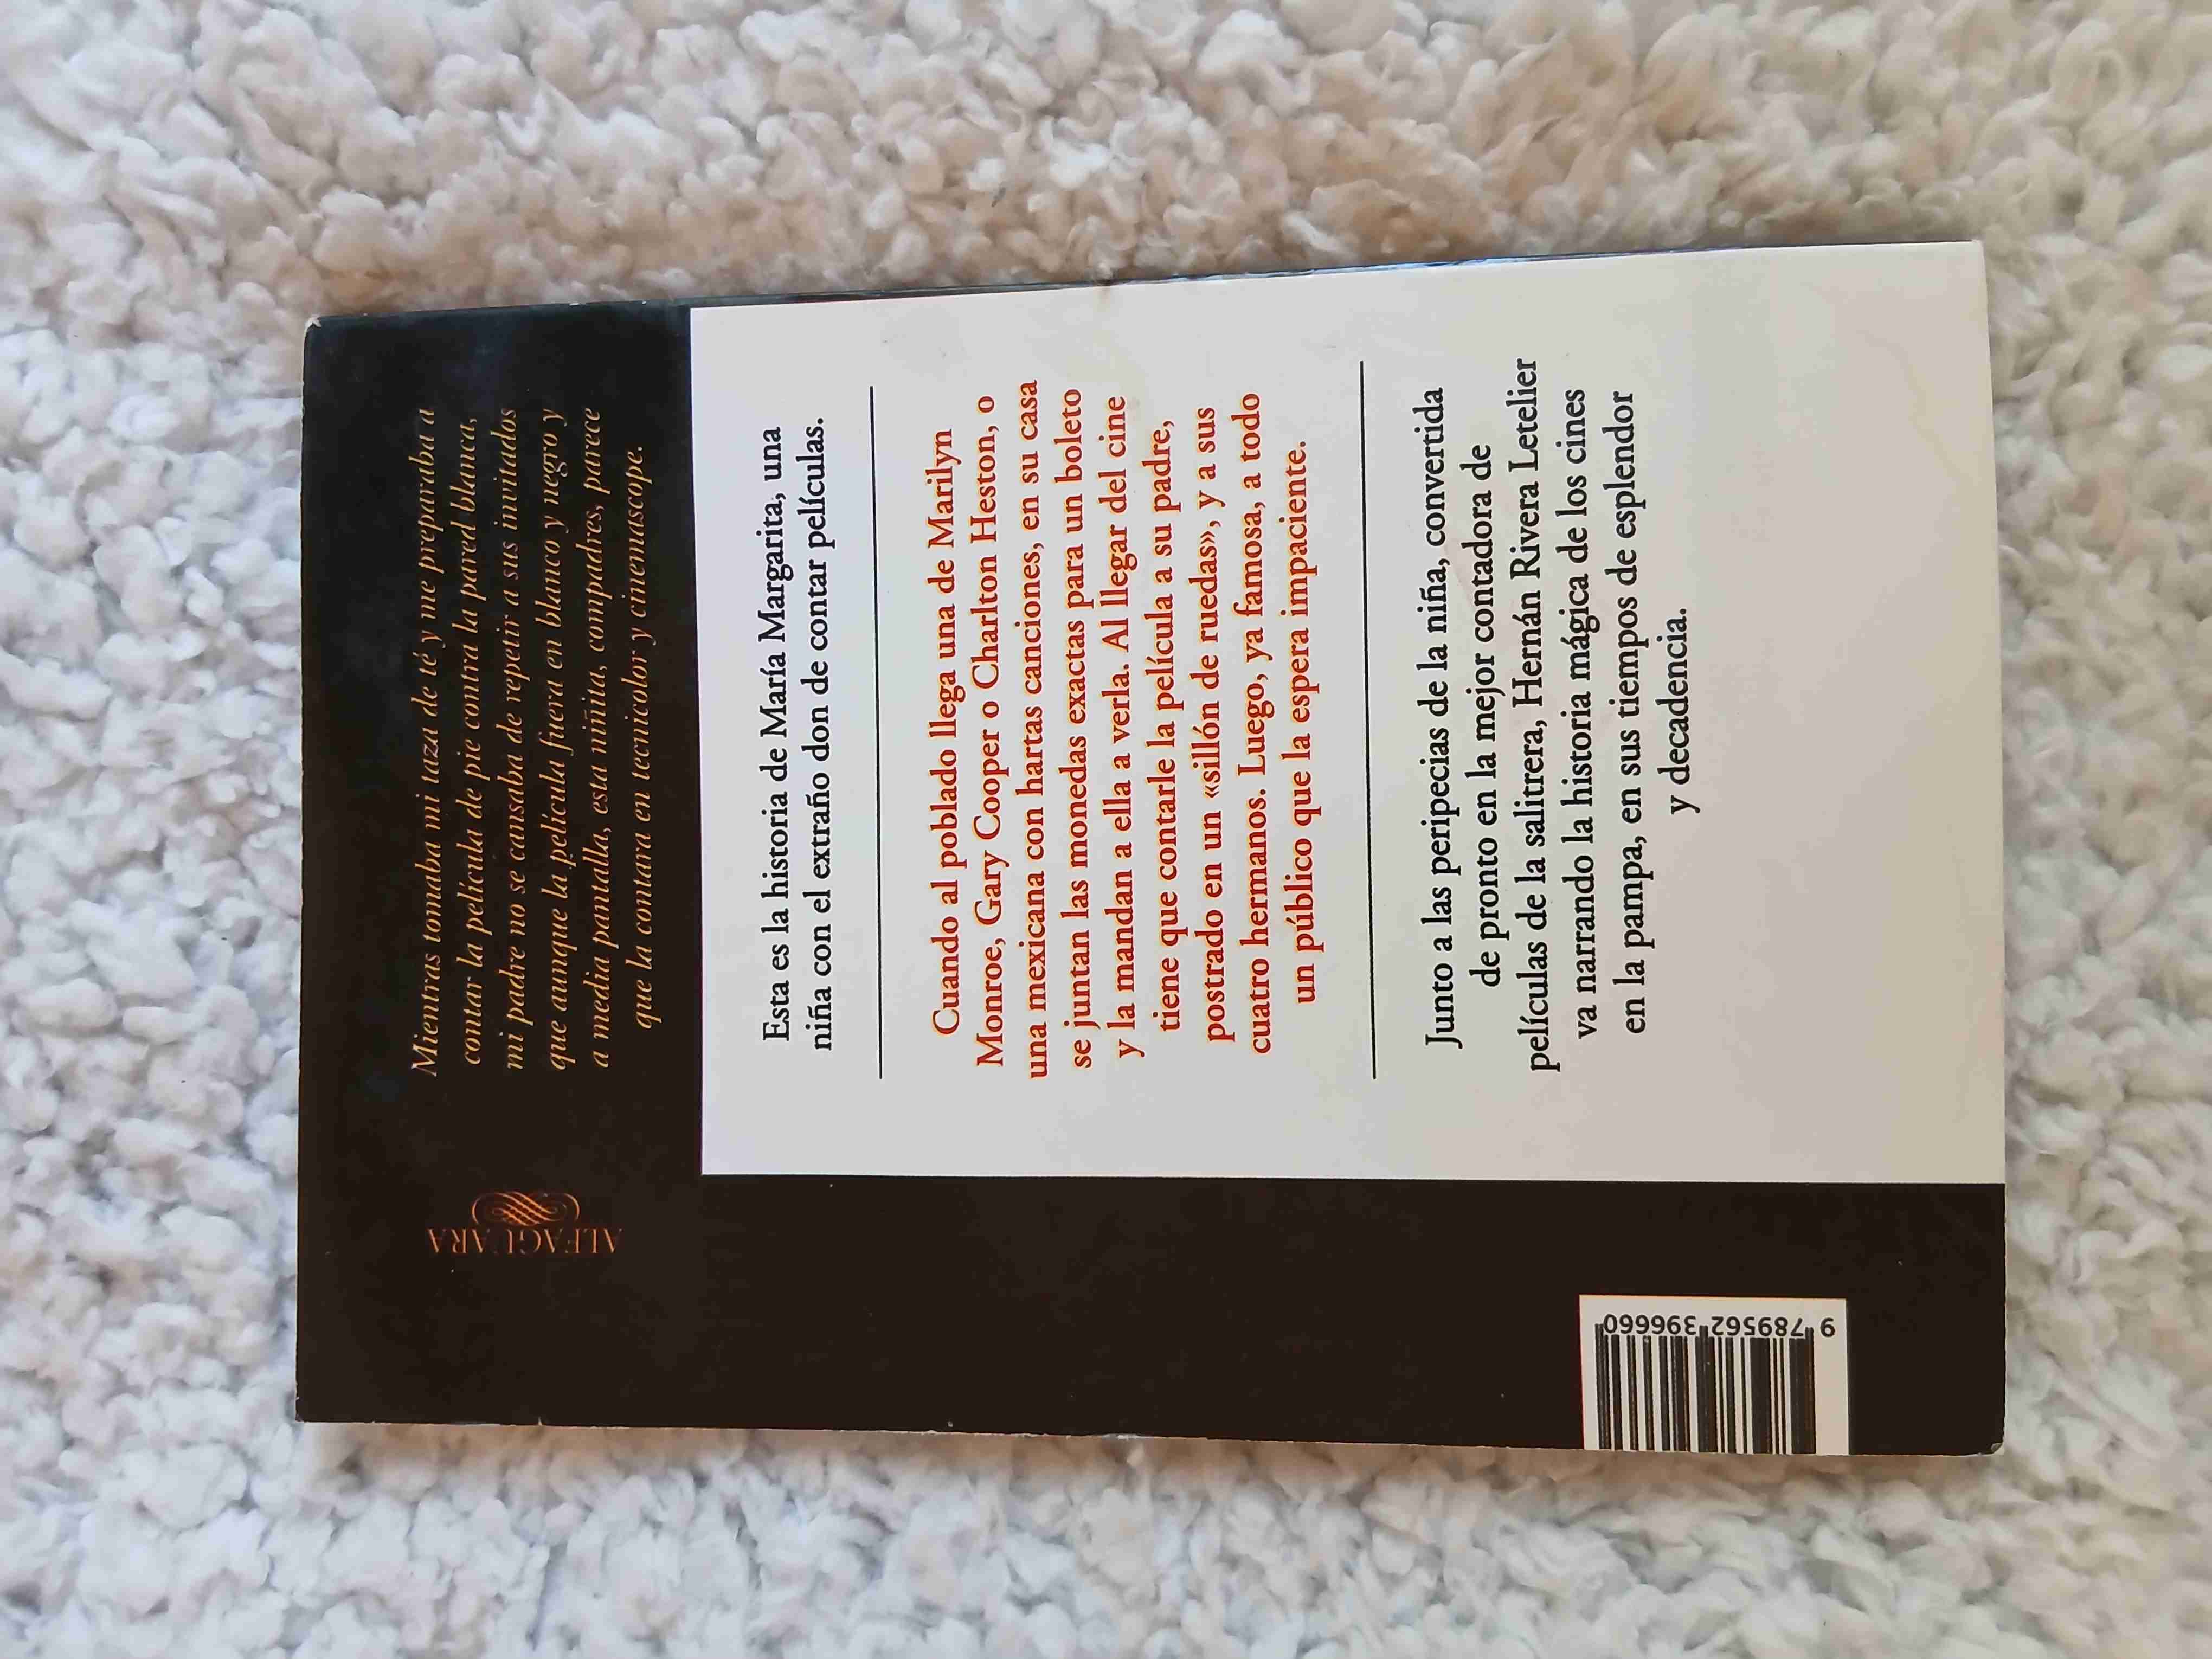 Mientras tomaba mi taza de té y me preparaba a
contar la película de pie contra la pared blanca,
mi padre no se cansaba de repetir a sus invitados
que aunque la película fuera en blanco y negro y
a media pantalla, esta niñita, compadres, parece
que la contara en tecnicolor y cinemascope.
Esta es la historia de María Margarita, una
niña con el extraño don de contar películas.
Cuando al poblado llega una de Marilyn
Monroe, Gary Cooper o Charlton Heston, o
una mexicana con hartas canciones, en su casa
se juntan las monedas exactas para un boleto
y la mandan a ella a verla. Al llegar del cine
tiene que contarle la película a su padre,
postrado en un «sillón de ruedas», y a sus
cuatro hermanos. Luego, ya famosa, a todo
un público que la espera impaciente.
Junto a las peripecias de la niña, convertida
de pronto en la mejor contadora de
películas de la salitrera, Hernán Rivera Letelier
va narrando la historia mágica de los cines
en la pampa, en sus tiempos de esplendor
y decadencia.
ALFAGUARA
9 789562 396660